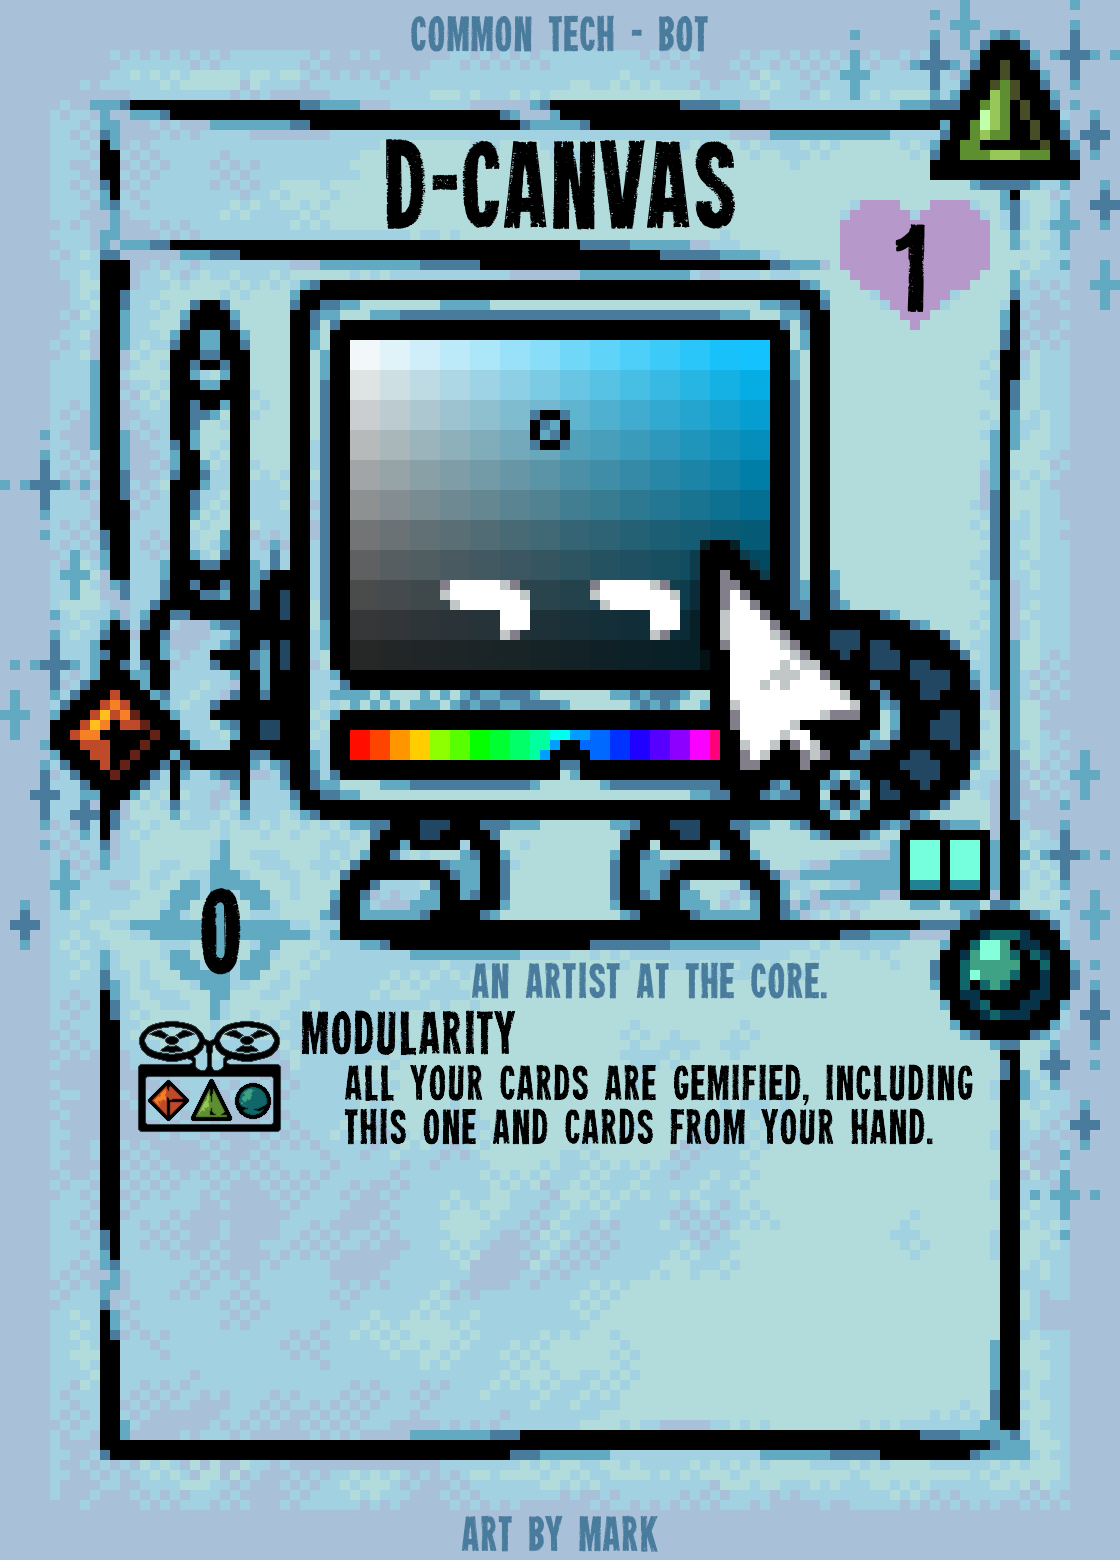 COMMON TECH - BOT
D-CANVAS
1
0
AN ARTIST AT THE CORE.
MODULARITY
ALL YOUR CARDS ARE GEMIFIED, INCLUDING
THIS ONE AND CARDS FROM YOUR HAND.
ART BY MARK